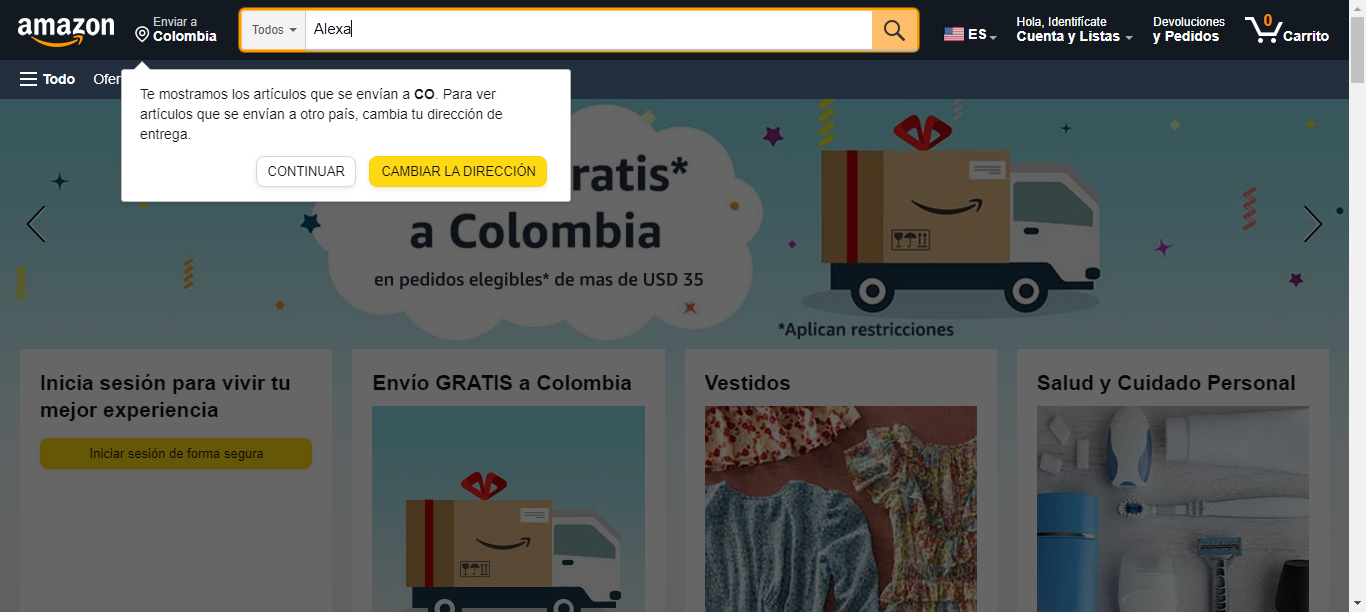 amazon
Enviar a
Colombia
Todos
Alexa
ES
Hola, Identifícate
Cuenta y Listas
Devoluciones
y Pedidos
0
Carrito
Todo
Ofer
Te mostramos los artículos que se envían a CO. Para ver
artículos que se envían a otro país, cambia tu dirección de
entrega.
CONTINUAR
CAMBIAR LA DIRECCIÓN
ratis*
a Colombia
en pedidos elegibles* de mas de USD 35
*Aplican restricciones
Inicia sesión para vivir tu
mejor experiencia
Iniciar sesión de forma segura
Envío GRATIS a Colombia
Vestidos
Salud y Cuidado Personal